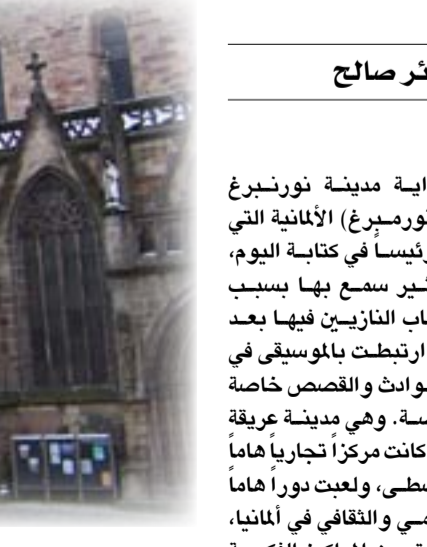 ئر صالح
اية مدينة نورنبرغ
نورمبرغ) الألمانية التي
رئيساً في كتابة اليوم،
ثير سمع بها بسبب
اب النازيين فيها بعد
ارتبطت بالموسيقى في
وادث والقصص خاصة
سة. وهي مدينة عريقة
كانت مركزاً تجارياً هاماً
سطى، ولعبت دوراً هاماً
مي والثقافي في ألمانيا،